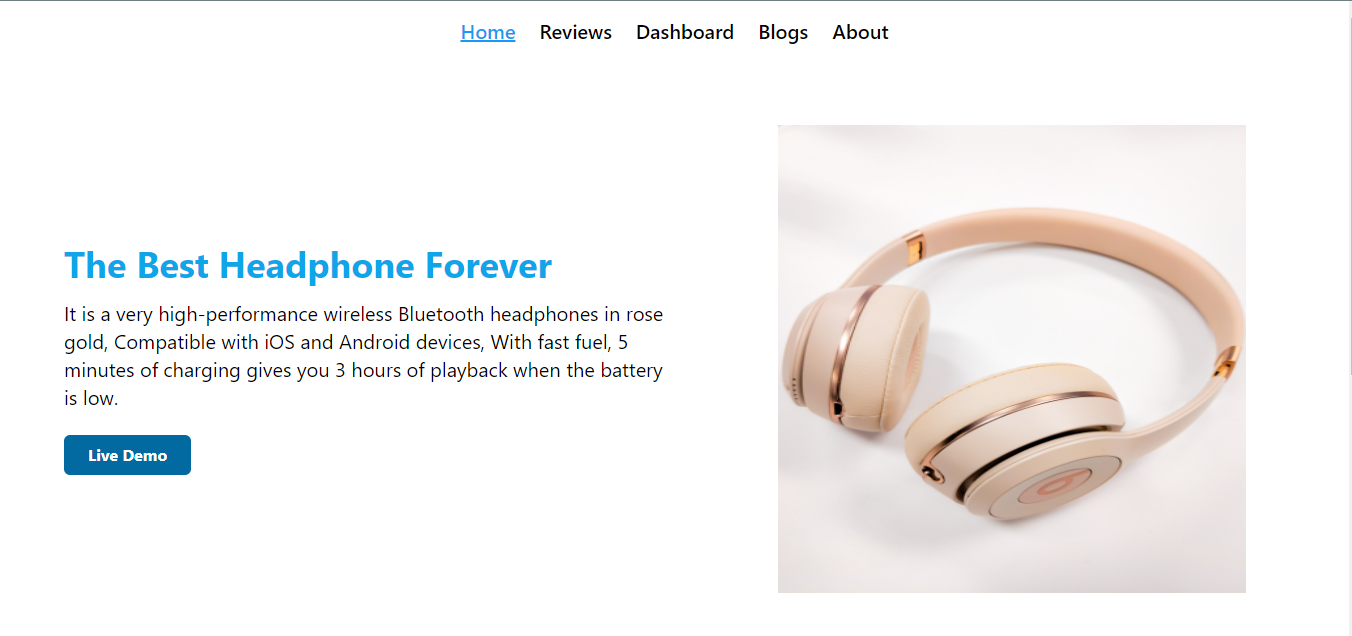 Home Reviews Dashboard Blogs About
The Best Headphone Forever
It is a very high-performance wireless Bluetooth headphones in rose
gold, Compatible with iOS and Android devices, With fast fuel, 5
minutes of charging gives you 3 hours of playback when the battery
is low.
Live Demo